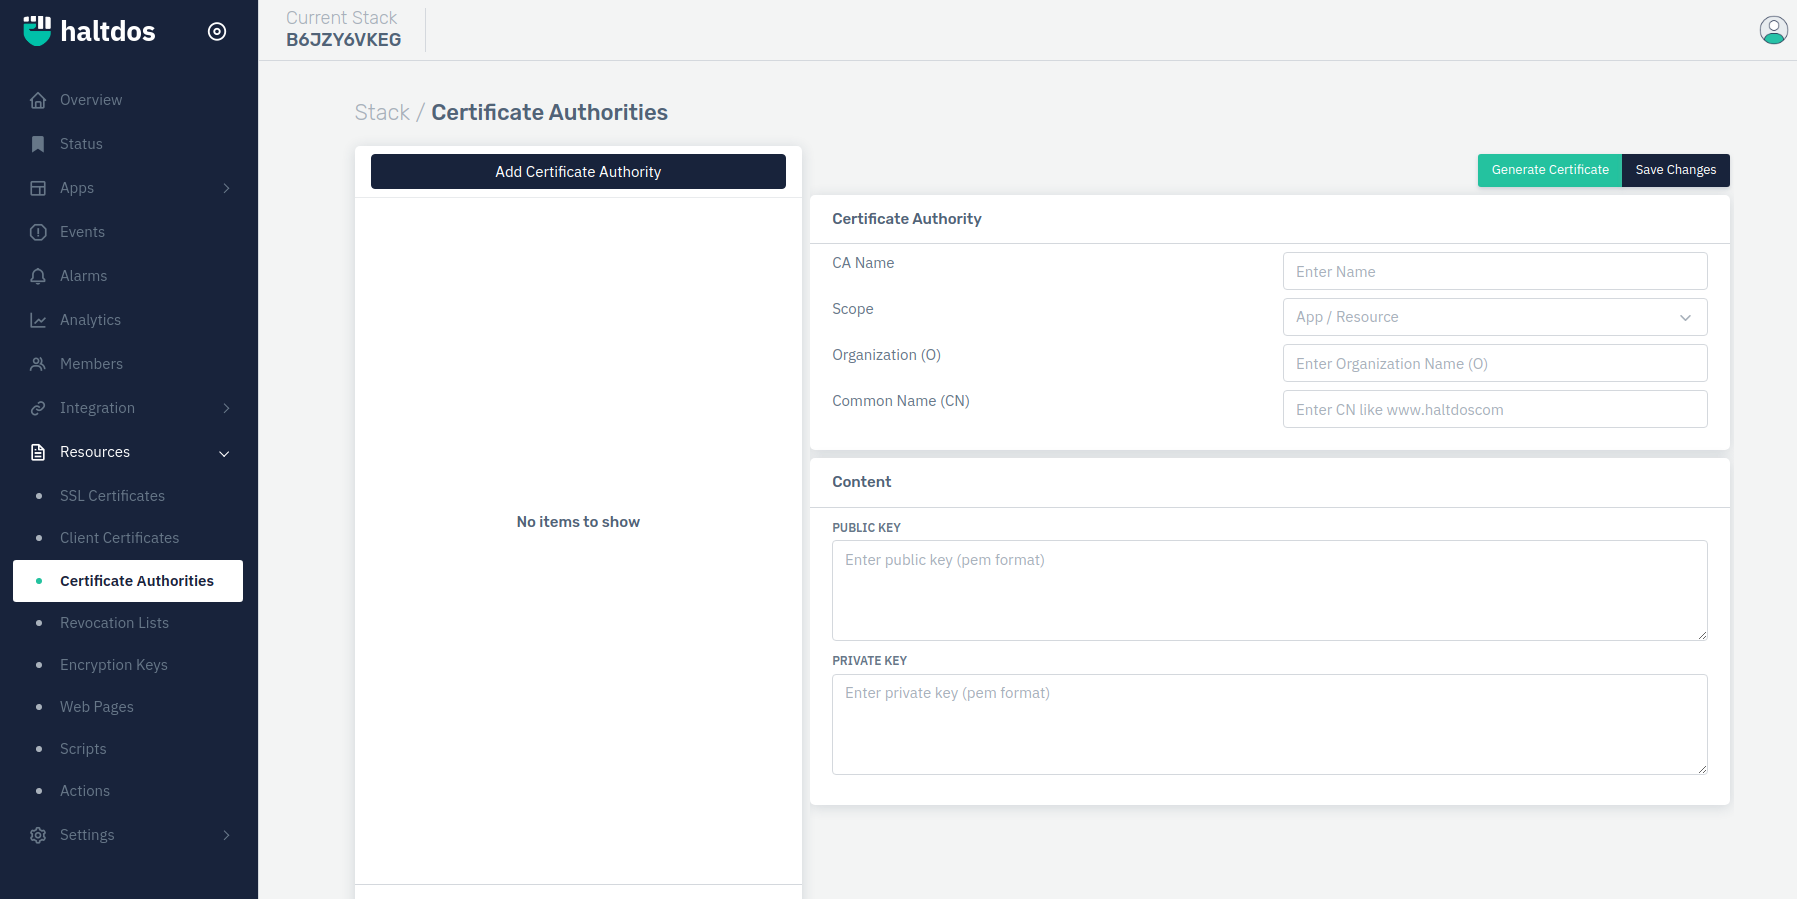 haltdos
Overview
Status
Apps
Events
Alarms
Analytics
Members
Integration
Resources
SSL Certificates
Client Certificates
Certificate Authorities
Revocation Lists
Encryption Keys
Web Pages
Scripts
Actions
Settings
Current Stack
B6JZY6VKEG
Stack / Certificate Authorities
Add Certificate Authority
No items to show
Generate Certificate Save Changes
Certificate Authority
CA Name Enter Name
Scope App / Resource
Organization (O) Enter Organization Name (O)
Common Name (CN) Enter CN like www.haltdoscom
Content
PUBLIC KEY
Enter public key (pem format)
PRIVATE KEY
Enter private key (pem format)